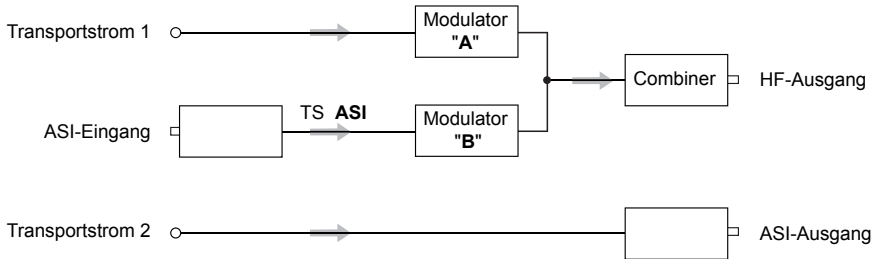 Transportstrom 1
Modulator
"A"
Combiner
HF-Ausgang
ASI-Eingang
TS ASI
Modulator
"B"
Transportstrom 2
ASI-Ausgang